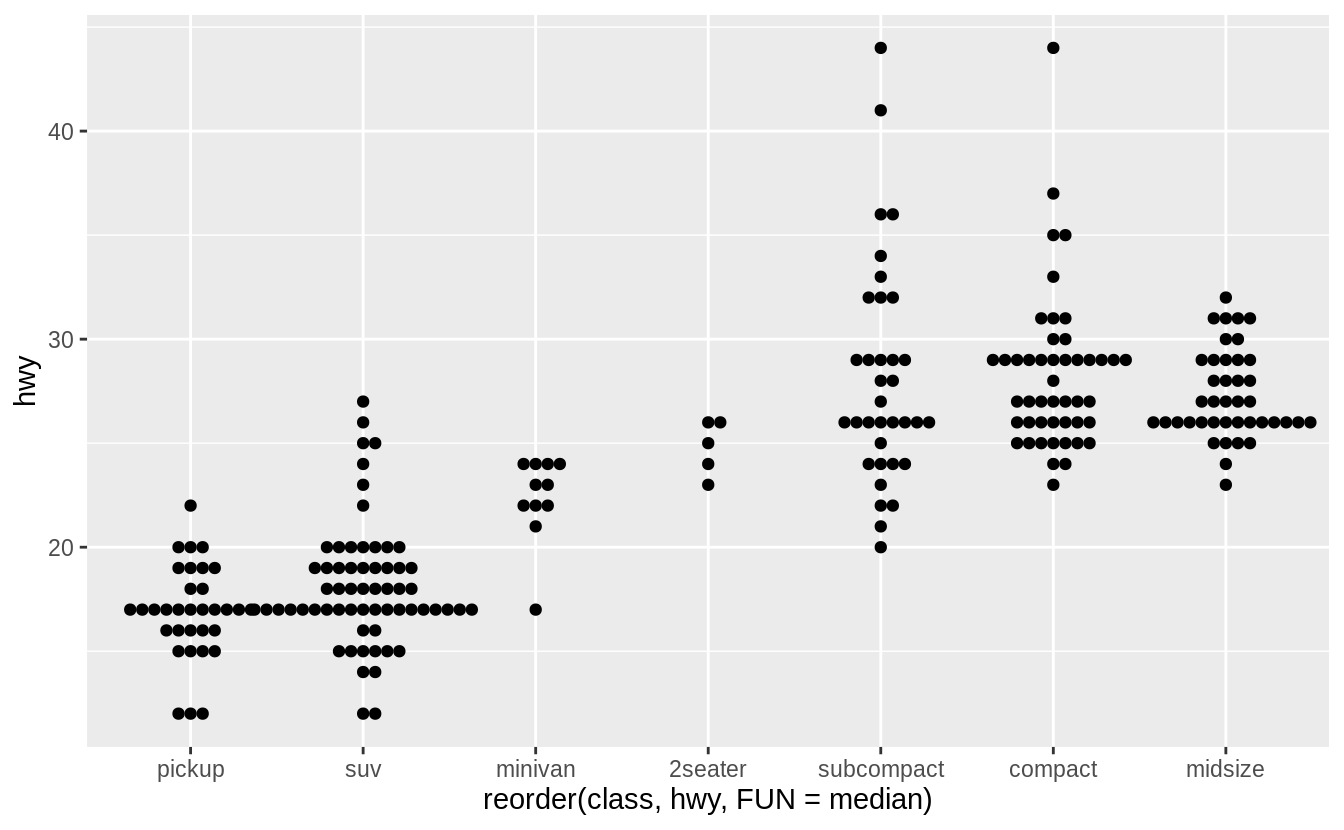 hwy
40
30
20
pickup suv minivan 2seater subcompact compact midsize
reorder(class, hwy, FUN = median)